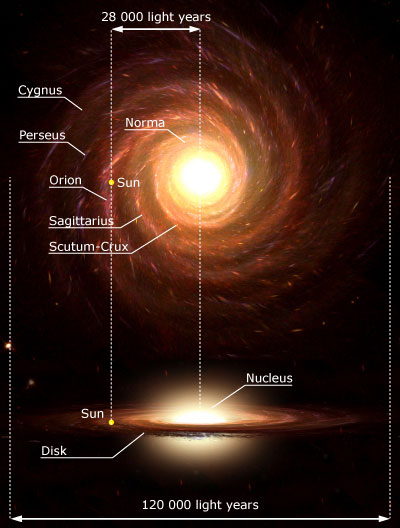 28 000 light years
Cygnus
Norma
Perseus
Orion
Sun
Sagittarius
Scutum-Crux
Nucleus
Sun
Disk
120 000 light years